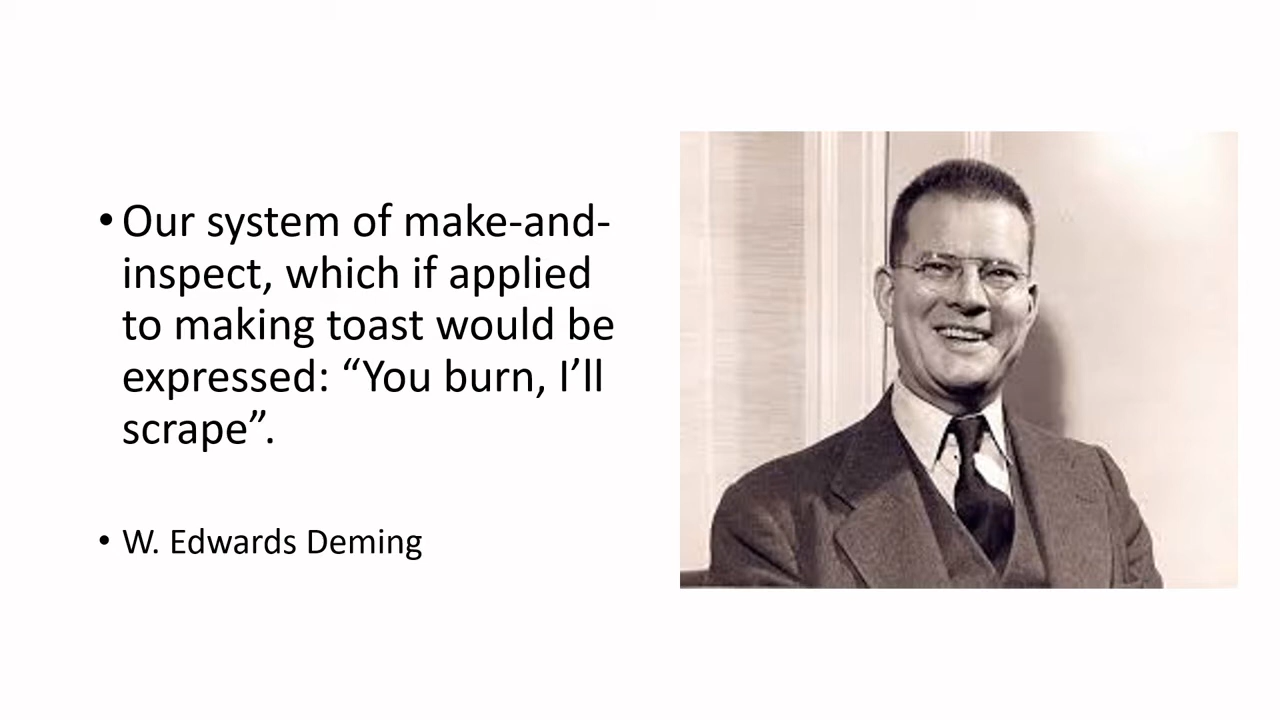 • Our system of make-and-
inspect, which if applied
to making toast would be
expressed: “You burn, I’ll
scrape”.
• W. Edwards Deming